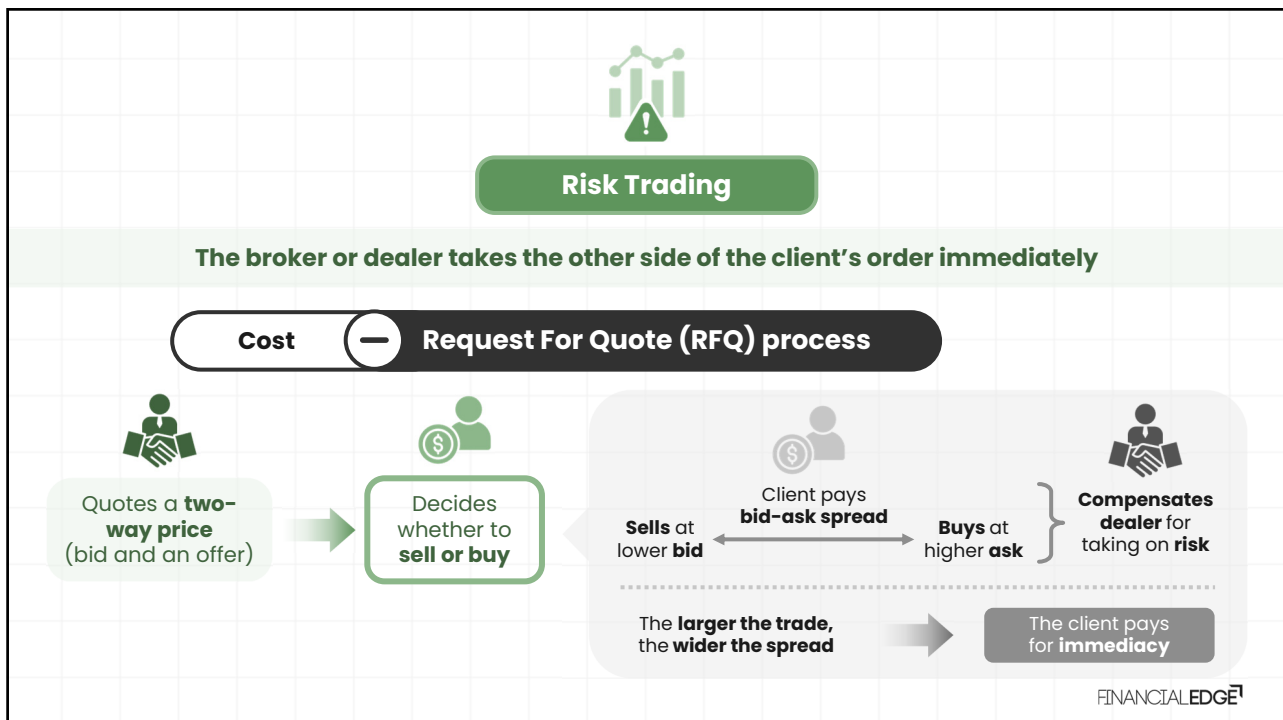 Risk Trading
The broker or dealer takes the other side of the client's order immediately
Cost
Request For Quote (RFQ) process
Quotes a two-
way price
(bid and an offer)
$
Decides
whether to
sell or buy
Sells at
lower bid
$
Client pays
bid-ask spread
Buys at
higher ask
Compensates
dealer for
taking on risk
The larger the trade,
the wider the spread
The client pays
for immediacy
FINANCIALEDGE